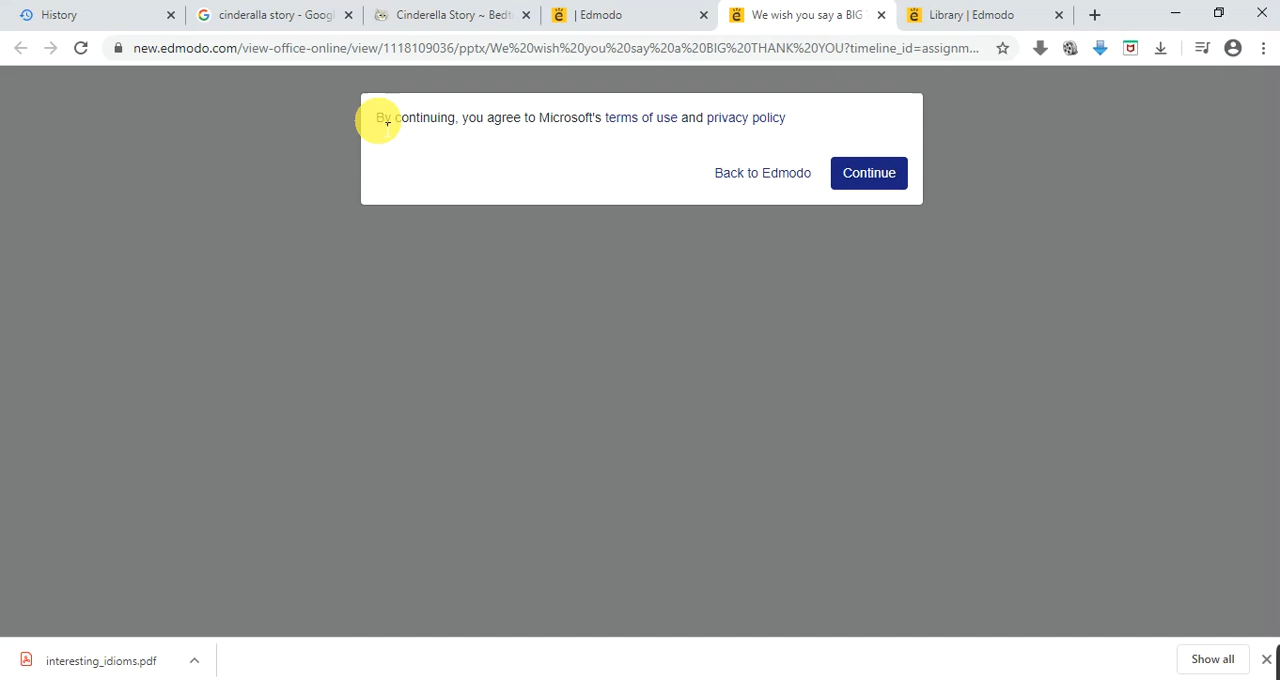 History
cinderalla story - Goog
Cinderella Story ~ Bedt
| Edmodo
We wish you say a BIG
Library | Edmodo
new.edmodo.com/view-office-online/view/1118109036/pptx/We%20wish%20you%20say%20a%20BIG%20THANK%20YOU?timeline_id=assignm...
By continuing, you agree to Microsoft's terms of use and privacy policy
Back to Edmodo
Continue
interesting_idioms.pdf
Show all